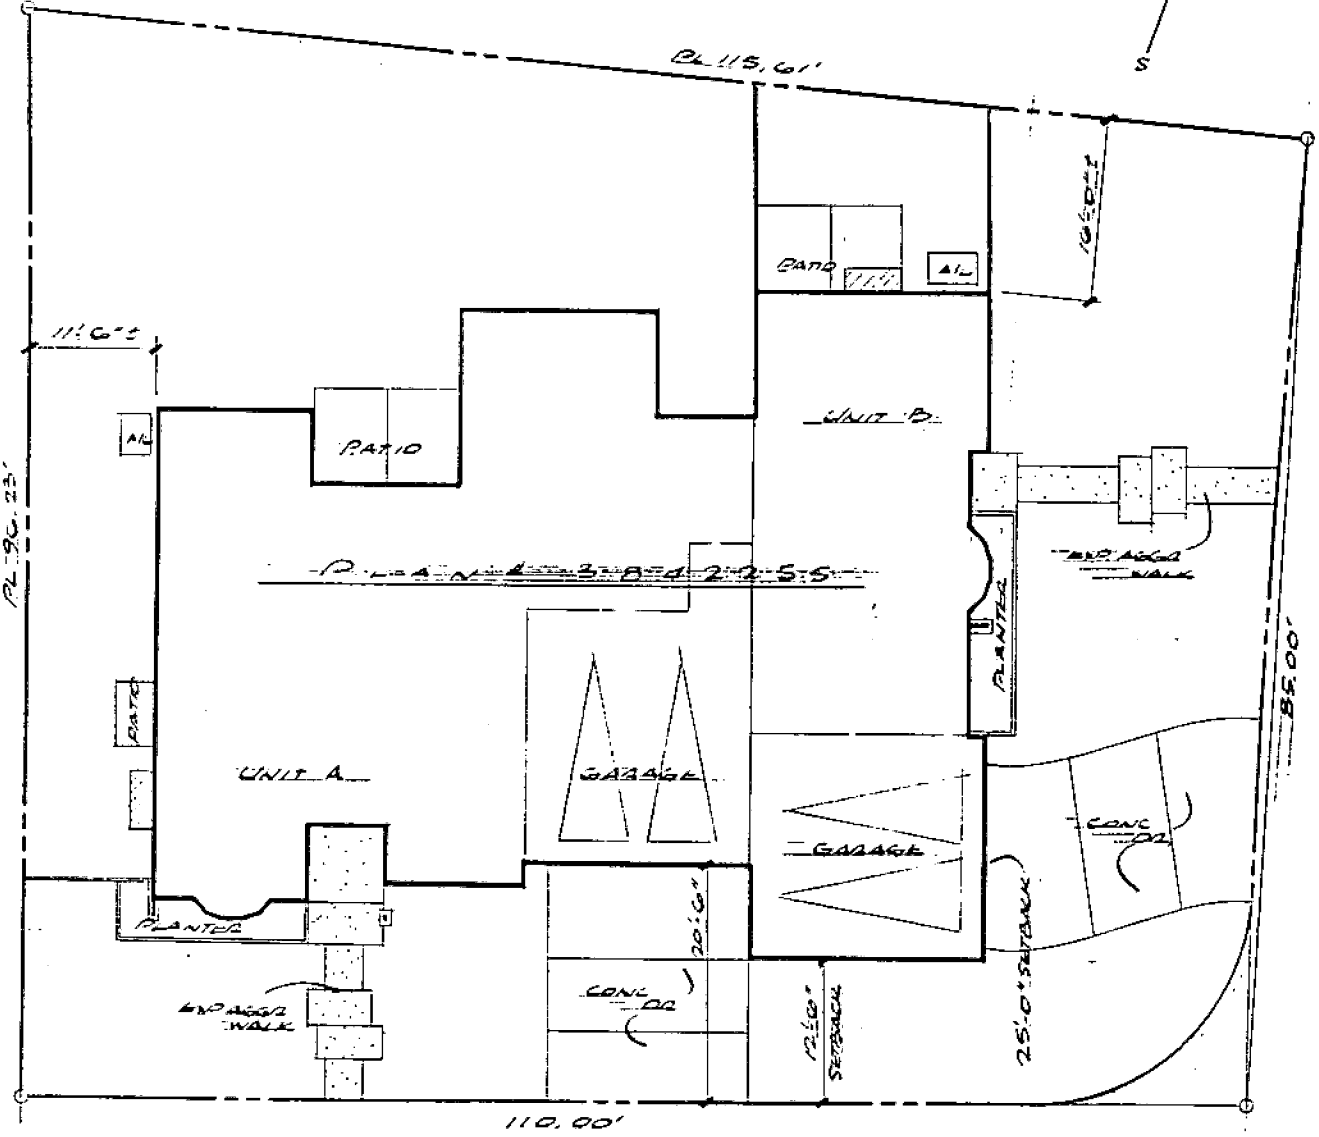 S
PL 115.61'
16'-0"±
PATIO
A/C
11'-6"±
UNIT B
A/C
PATIO
PL 96.23'
EXP AGGR
WALK
PLAN # 3-8-4-2-2-5-5
PLANTER
85.00'
PATIO
UNIT A
GARAGE
CONC
DR
GARAGE
PLANTER
20'-6"
25'-0" SETBACK
EXP AGGR
WALK
CONC
DR
12'-6"
SETBACK
110.00'